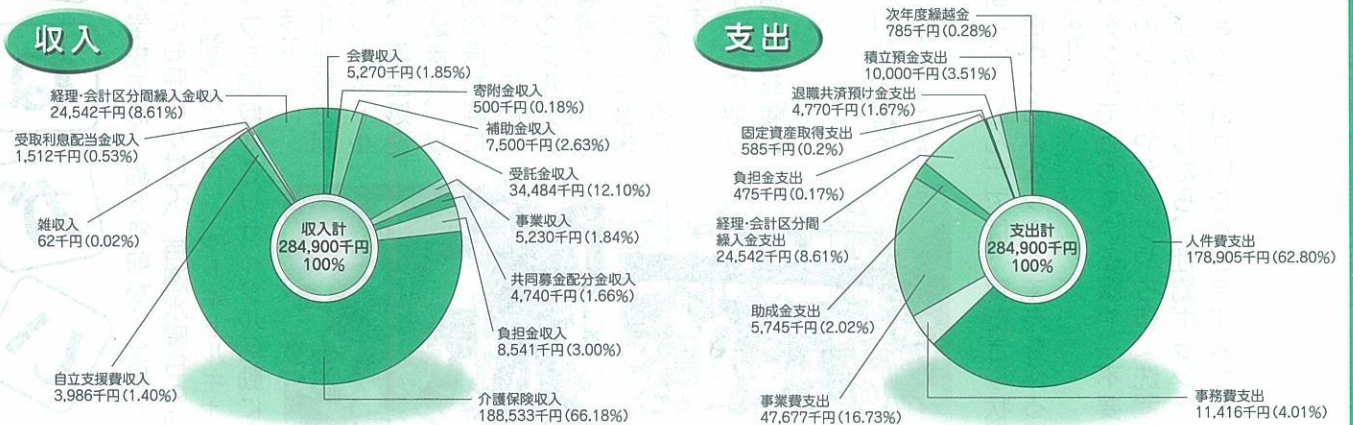 収入
会費収入
5,270千円(1.85%)
寄附金収入
500千円(0.18%)
補助金収入
7,500千円(2.63%)
受託金収入
34,484千円(12.10%)
事業収入
5,230千円(1.84%)
共同募金配分金収入
4,740千円(1.66%)
負担金収入
8,541千円(3.00%)
介護保険収入
188,533千円(66.18%)
自立支援費収入
3,986千円(1.40%)
雑収入
62千円(0.02%)
受取利息配当金収入
1,512千円(0.53%)
経理・会計区分間繰入金収入
24,542千円(8.61%)
収入計
284,900千円
100%
支出
人件費支出
178,905千円(62.80%)
事務費支出
11,416千円(4.01%)
事業費支出
47,677千円(16.73%)
助成金支出
5,745千円(2.02%)
経理・会計区分間
繰入金支出
24,542千円(8.61%)
負担金支出
475千円(0.17%)
固定資産取得支出
585千円(0.2%)
退職共済預け金支出
4,770千円(1.67%)
積立預金支出
10,000千円(3.51%)
次年度繰越金
785千円(0.28%)
支出計
284,900千円
100%